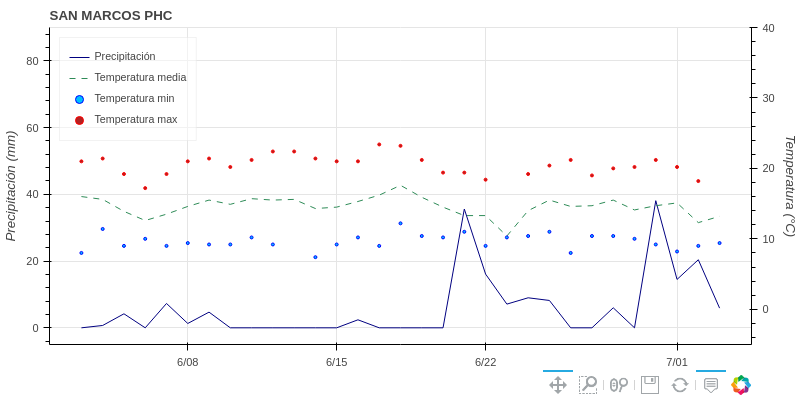 SAN MARCOS PHC
Precipitación
Temperatura media
Temperatura min
Temperatura max
Precipitación (mm)
80
60
40
20
0
40
30
20
10
0
Temperatura (°C)
6/08
6/15
6/22
7/01